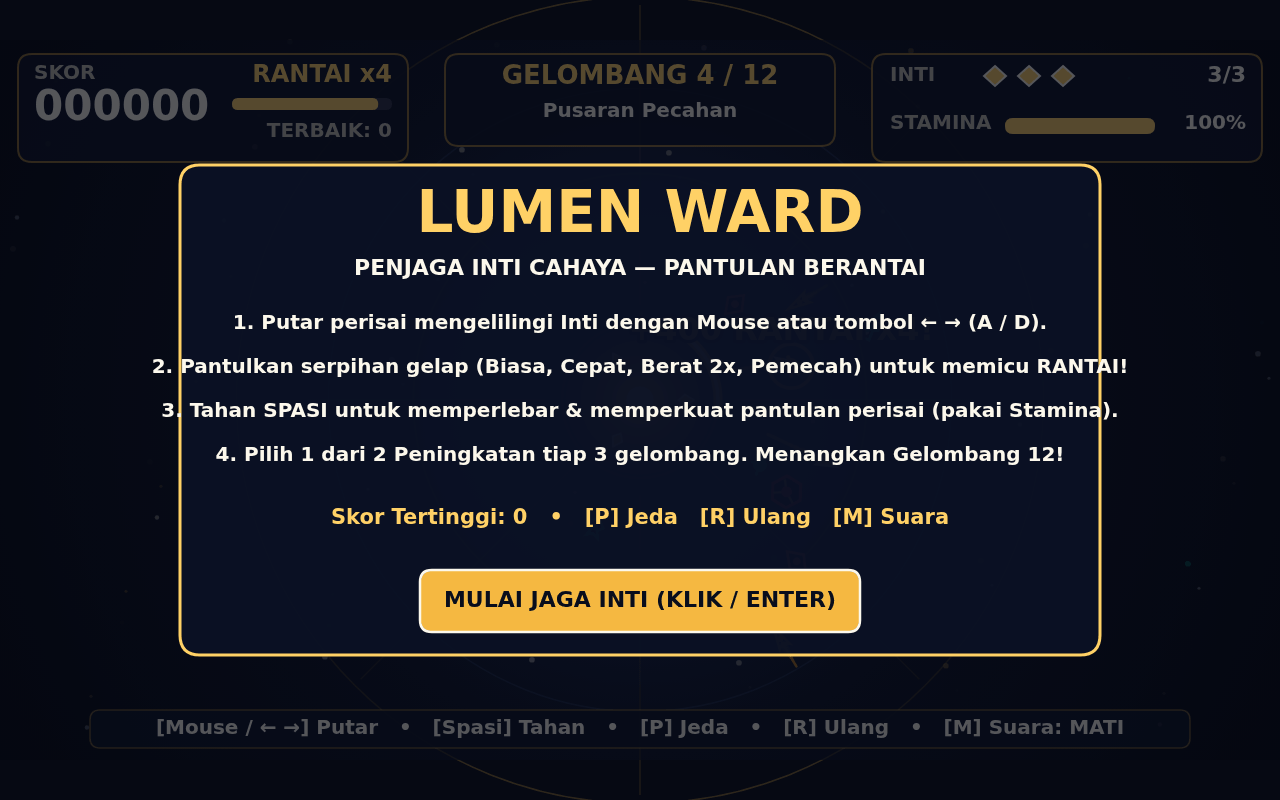 SKOR
000000
RANTAI x4
TERBAIK: 0
GELOMBANG 4 / 12
Pusaran Pecahan
INTI 3/3
STAMINA 100%
LUMEN WARD
PENJAGA INTI CAHAYA — PANTULAN BERANTAI
1. Putar perisai mengelilingi Inti dengan Mouse atau tombol ← → (A / D).
2. Pantulkan serpihan gelap (Biasa, Cepat, Berat 2x, Pemecah) untuk memicu RANTAI!
3. Tahan SPASI untuk memperlebar & memperkuat pantulan perisai (pakai Stamina).
4. Pilih 1 dari 2 Peningkatan tiap 3 gelombang. Menangkan Gelombang 12!
Skor Tertinggi: 0 • [P] Jeda [R] Ulang [M] Suara
MULAI JAGA INTI (KLIK / ENTER)
[Mouse / ← →] Putar • [Spasi] Tahan • [P] Jeda • [R] Ulang • [M] Suara: MATI